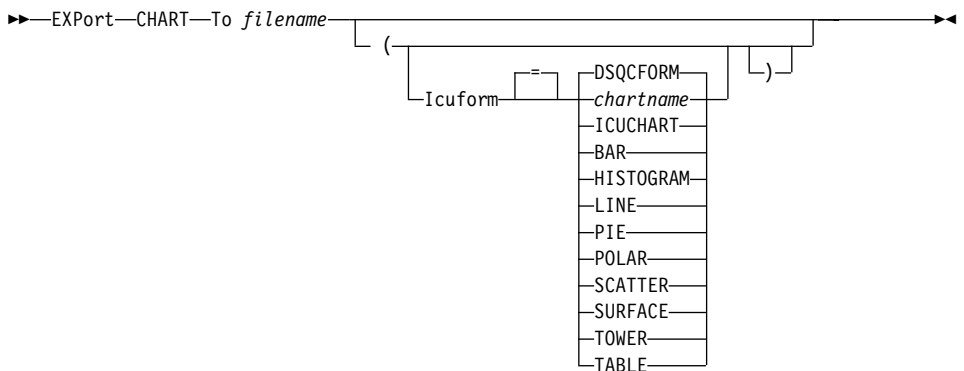 EXPort CHART To filename
(
=
DSQCFORM
)
Icuform
chartname
ICUCHART
BAR
HISTOGRAM
LINE
PIE
POLAR
SCATTER
SURFACE
TOWER
TABLE